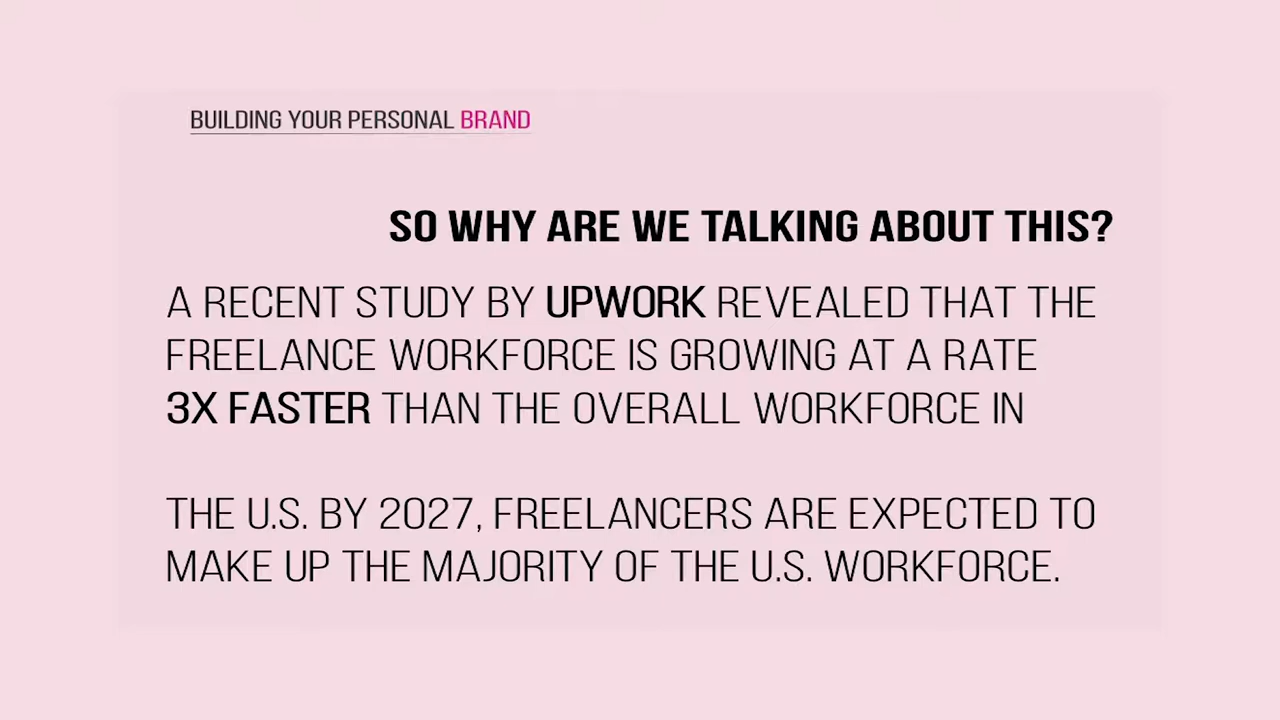 BUILDING YOUR PERSONAL BRAND
SO WHY ARE WE TALKING ABOUT THIS?
A RECENT STUDY BY UPWORK REVEALED THAT THE
FREELANCE WORKFORCE IS GROWING AT A RATE
3X FASTER THAN THE OVERALL WORKFORCE IN
THE U.S. BY 2027, FREELANCERS ARE EXPECTED TO
MAKE UP THE MAJORITY OF THE U.S. WORKFORCE.